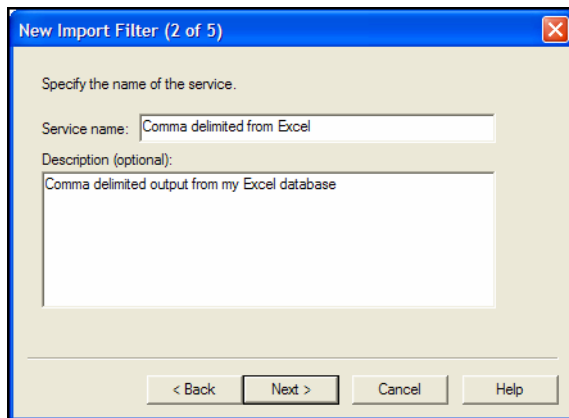 New Import Filter (2 of 5)
Specify the name of the service.
Service name: Comma delimited from Excel
Description (optional):
Comma delimited output from my Excel database
< Back Next > Cancel Help